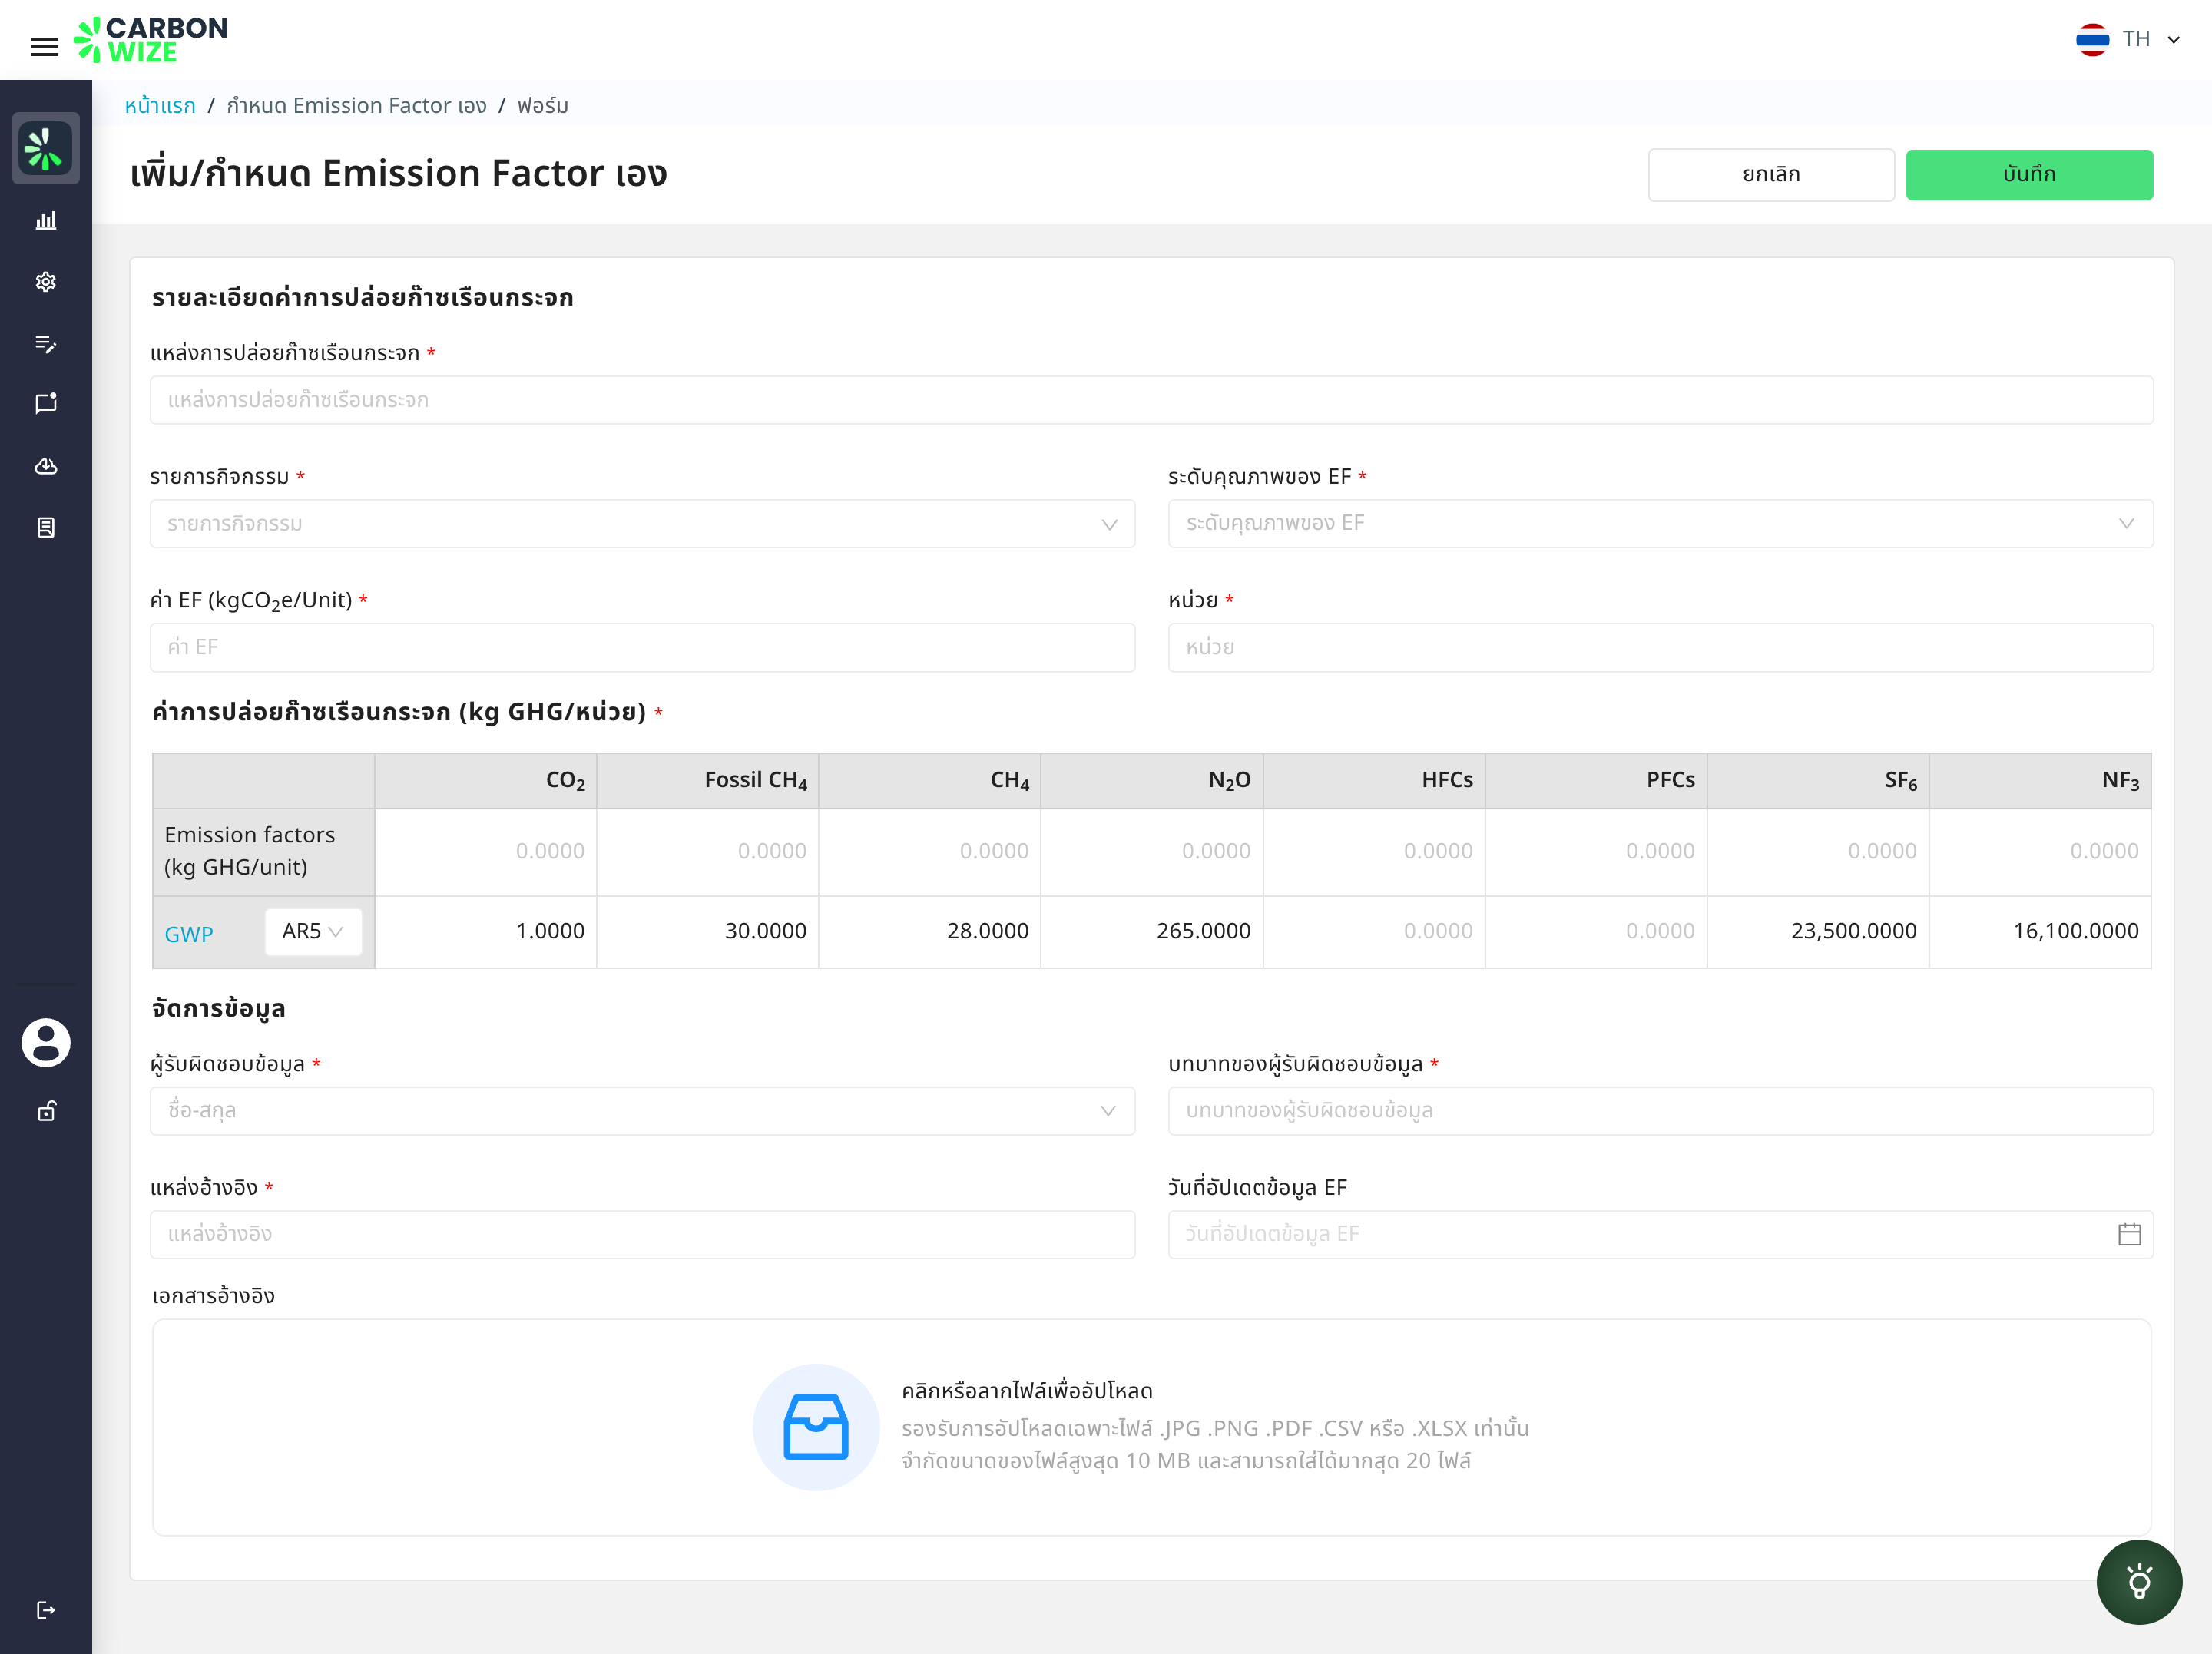 CARBON
WIZE
TH
หน้าแรก / กำหนด Emission Factor เอง / ฟอร์ม
เพิ่ม/กำหนด Emission Factor เอง
ยกเลิก
บันทึก
รายละเอียดค่าการปล่อยก๊าซเรือนกระจก
แหล่งการปล่อยก๊าซเรือนกระจก *
แหล่งการปล่อยก๊าซเรือนกระจก
รายการกิจกรรม *
ระดับคุณภาพของ EF *
รายการกิจกรรม
ระดับคุณภาพของ EF
ค่า EF (kgCO₂e/Unit) *
หน่วย *
ค่า EF
หน่วย
ค่าการปล่อยก๊าซเรือนกระจก (kg GHG/หน่วย) *
CO₂ Fossil CH₄ CH₄ N₂O HFCs PFCs SF₆ NF₃
Emission factors
(kg GHG/unit)
0.0000 0.0000 0.0000 0.0000 0.0000 0.0000 0.0000 0.0000
GWP AR5 1.0000 30.0000 28.0000 265.0000 0.0000 0.0000 23,500.0000 16,100.0000
จัดการข้อมูล
ผู้รับผิดชอบข้อมูล *
บทบาทของผู้รับผิดชอบข้อมูล *
ชื่อ-สกุล
บทบาทของผู้รับผิดชอบข้อมูล
แหล่งอ้างอิง *
วันที่อัปเดตข้อมูล EF
แหล่งอ้างอิง
วันที่อัปเดตข้อมูล EF
เอกสารอ้างอิง
คลิกหรือลากไฟล์เพื่ออัปโหลด
รองรับการอัปโหลดเฉพาะไฟล์ .JPG .PNG .PDF .CSV หรือ .XLSX เท่านั้น
จำกัดขนาดของไฟล์สูงสุด 10 MB และสามารถใส่ได้มากสุด 20 ไฟล์